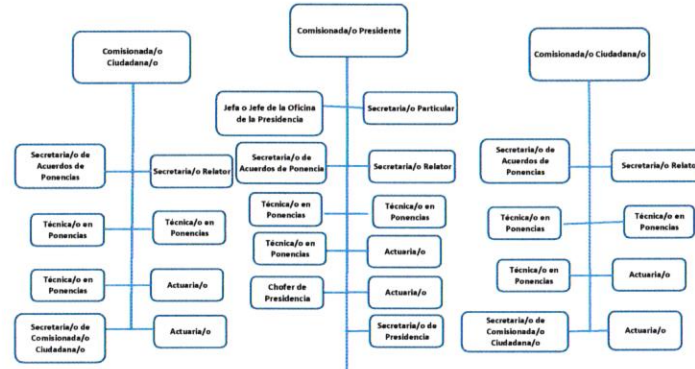 Comisionada/o
Ciudadana/o
Secretaria/o de
Acuerdos de
Ponencias
Secretaria/o Relator
Técnica/o en
Ponencias
Técnica/o en
Ponencias
Técnica/o en
Ponencias
Actuaria/o
Secretaria/o de
Comisionada/o
Ciudadana/o
Actuaria/o
Comisionada/o Presidente
Jefa o Jefe de la Oficina
de la Presidencia
Secretaria/o Particular
Secretaria/o de
Acuerdos de Ponencia
Secretaria/o Relator
Técnica/o en
Ponencias
Técnica/o en
Ponencias
Técnica/o en
Ponencias
Actuaria/o
Chofer de
Presidencia
Actuaria/o
Secretaria/o de
Presidencia
Comisionada/o Ciudadana/o
Secretaria/o de
Acuerdos de
Ponencias
Secretaria/o Relator
Técnica/o en
Ponencias
Técnica/o en
Ponencias
Técnica/o en
Ponencias
Actuaria/o
Secretaria/o de
Comisionada/o
Ciudadana/o
Actuaria/o